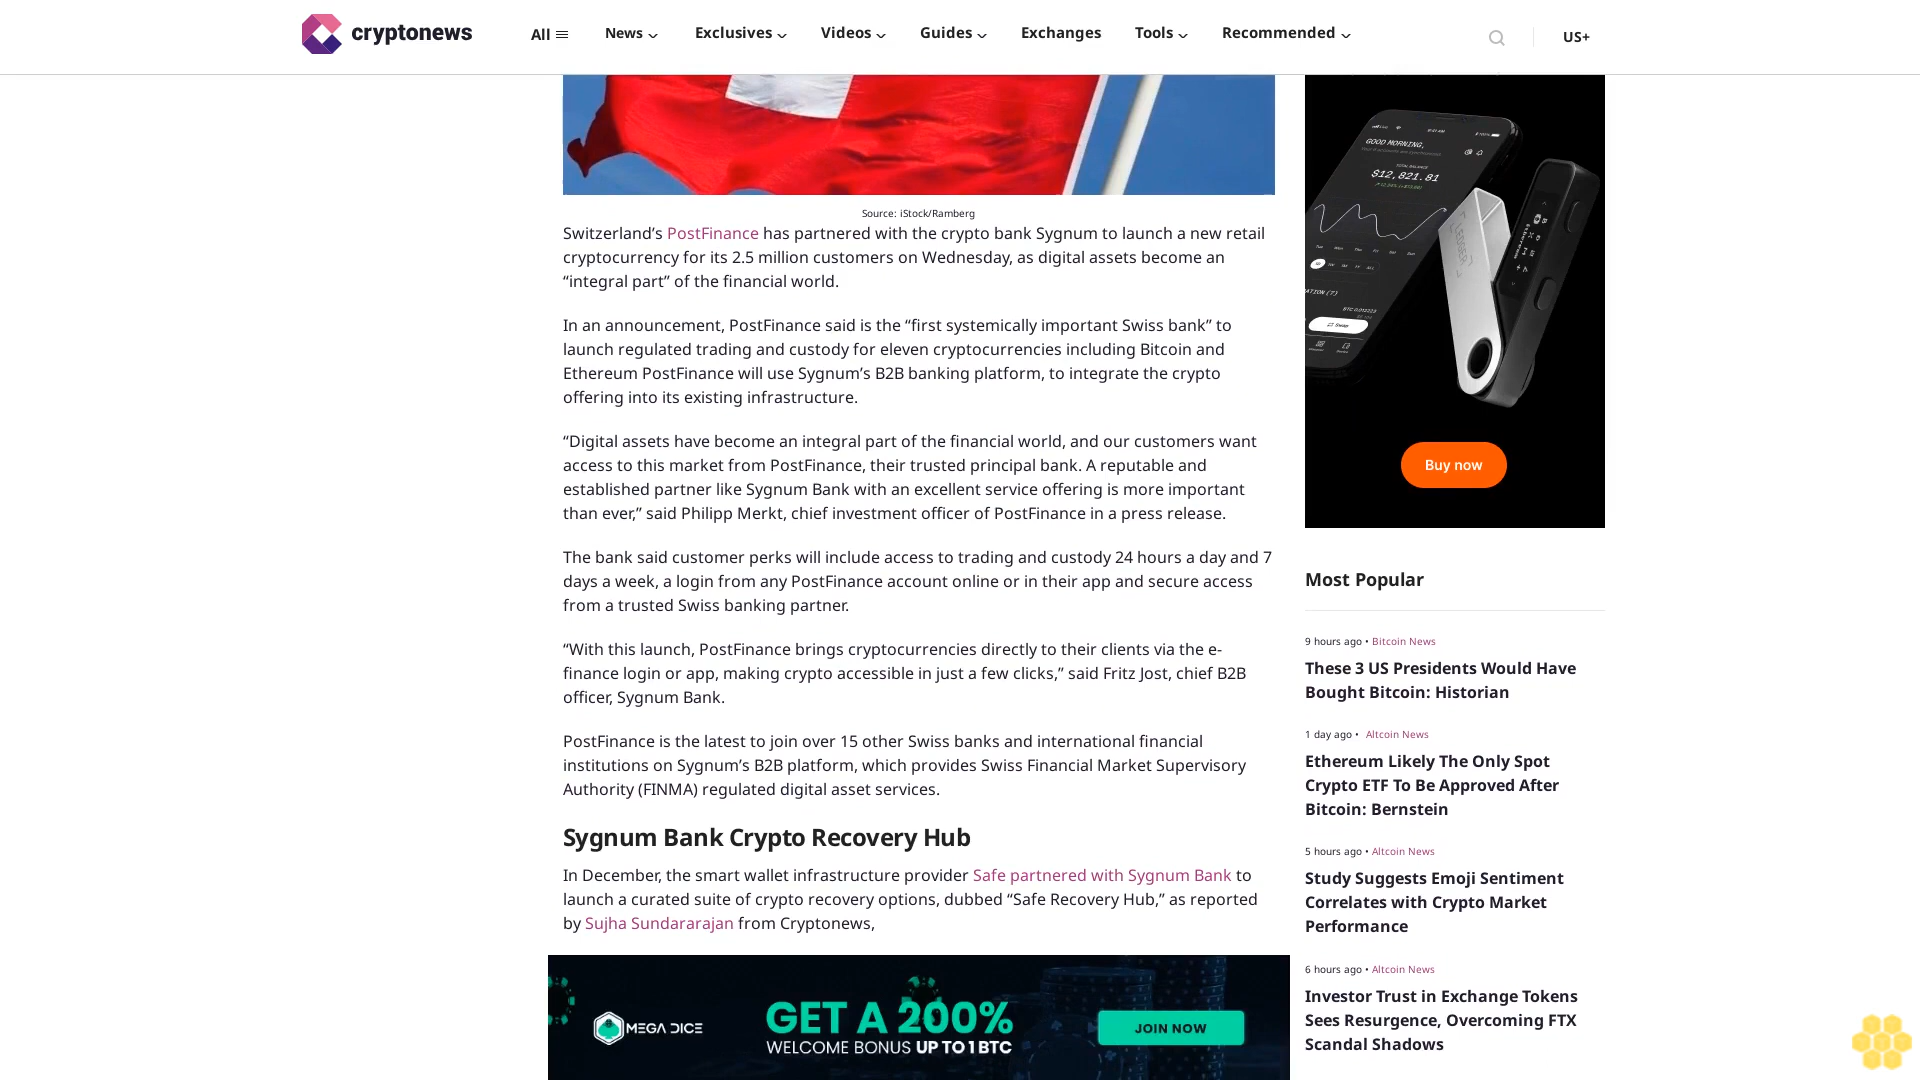 cryptonews
All
News
Exclusives
Videos
Guides
Exchanges
Tools
Recommended
US+
Source: iStock/Ramberg
Switzerland’s PostFinance has partnered with the crypto bank Sygnum to launch a new retail
cryptocurrency for its 2.5 million customers on Wednesday, as digital assets become an
“integral part” of the financial world.
In an announcement, PostFinance said is the “first systemically important Swiss bank” to
launch regulated trading and custody for eleven cryptocurrencies including Bitcoin and
Ethereum PostFinance will use Sygnum’s B2B banking platform, to integrate the crypto
offering into its existing infrastructure.
“Digital assets have become an integral part of the financial world, and our customers want
access to this market from PostFinance, their trusted principal bank. A reputable and
established partner like Sygnum Bank with an excellent service offering is more important
than ever,” said Philipp Merkt, chief investment officer of PostFinance in a press release.
The bank said customer perks will include access to trading and custody 24 hours a day and 7
days a week, a login from any PostFinance account online or in their app and secure access
from a trusted Swiss banking partner.
“With this launch, PostFinance brings cryptocurrencies directly to their clients via the e-
finance login or app, making crypto accessible in just a few clicks,” said Fritz Jost, chief B2B
officer, Sygnum Bank.
PostFinance is the latest to join over 15 other Swiss banks and international financial
institutions on Sygnum’s B2B platform, which provides Swiss Financial Market Supervisory
Authority (FINMA) regulated digital asset services.
Sygnum Bank Crypto Recovery Hub
In December, the smart wallet infrastructure provider Safe partnered with Sygnum Bank to
launch a curated suite of crypto recovery options, dubbed “Safe Recovery Hub,” as reported
by Sujha Sundararajan from Cryptonews,
MEGA DICE
GET A 200%
WELCOME BONUS UP TO 1 BTC
JOIN NOW
GOOD MORNING,
TOTAL BALANCE
$12,821.81
LEDGER
Swap
Buy now
Most Popular
9 hours ago • Bitcoin News
These 3 US Presidents Would Have
Bought Bitcoin: Historian
1 day ago • Altcoin News
Ethereum Likely The Only Spot
Crypto ETF To Be Approved After
Bitcoin: Bernstein
5 hours ago • Altcoin News
Study Suggests Emoji Sentiment
Correlates with Crypto Market
Performance
6 hours ago • Altcoin News
Investor Trust in Exchange Tokens
Sees Resurgence, Overcoming FTX
Scandal Shadows